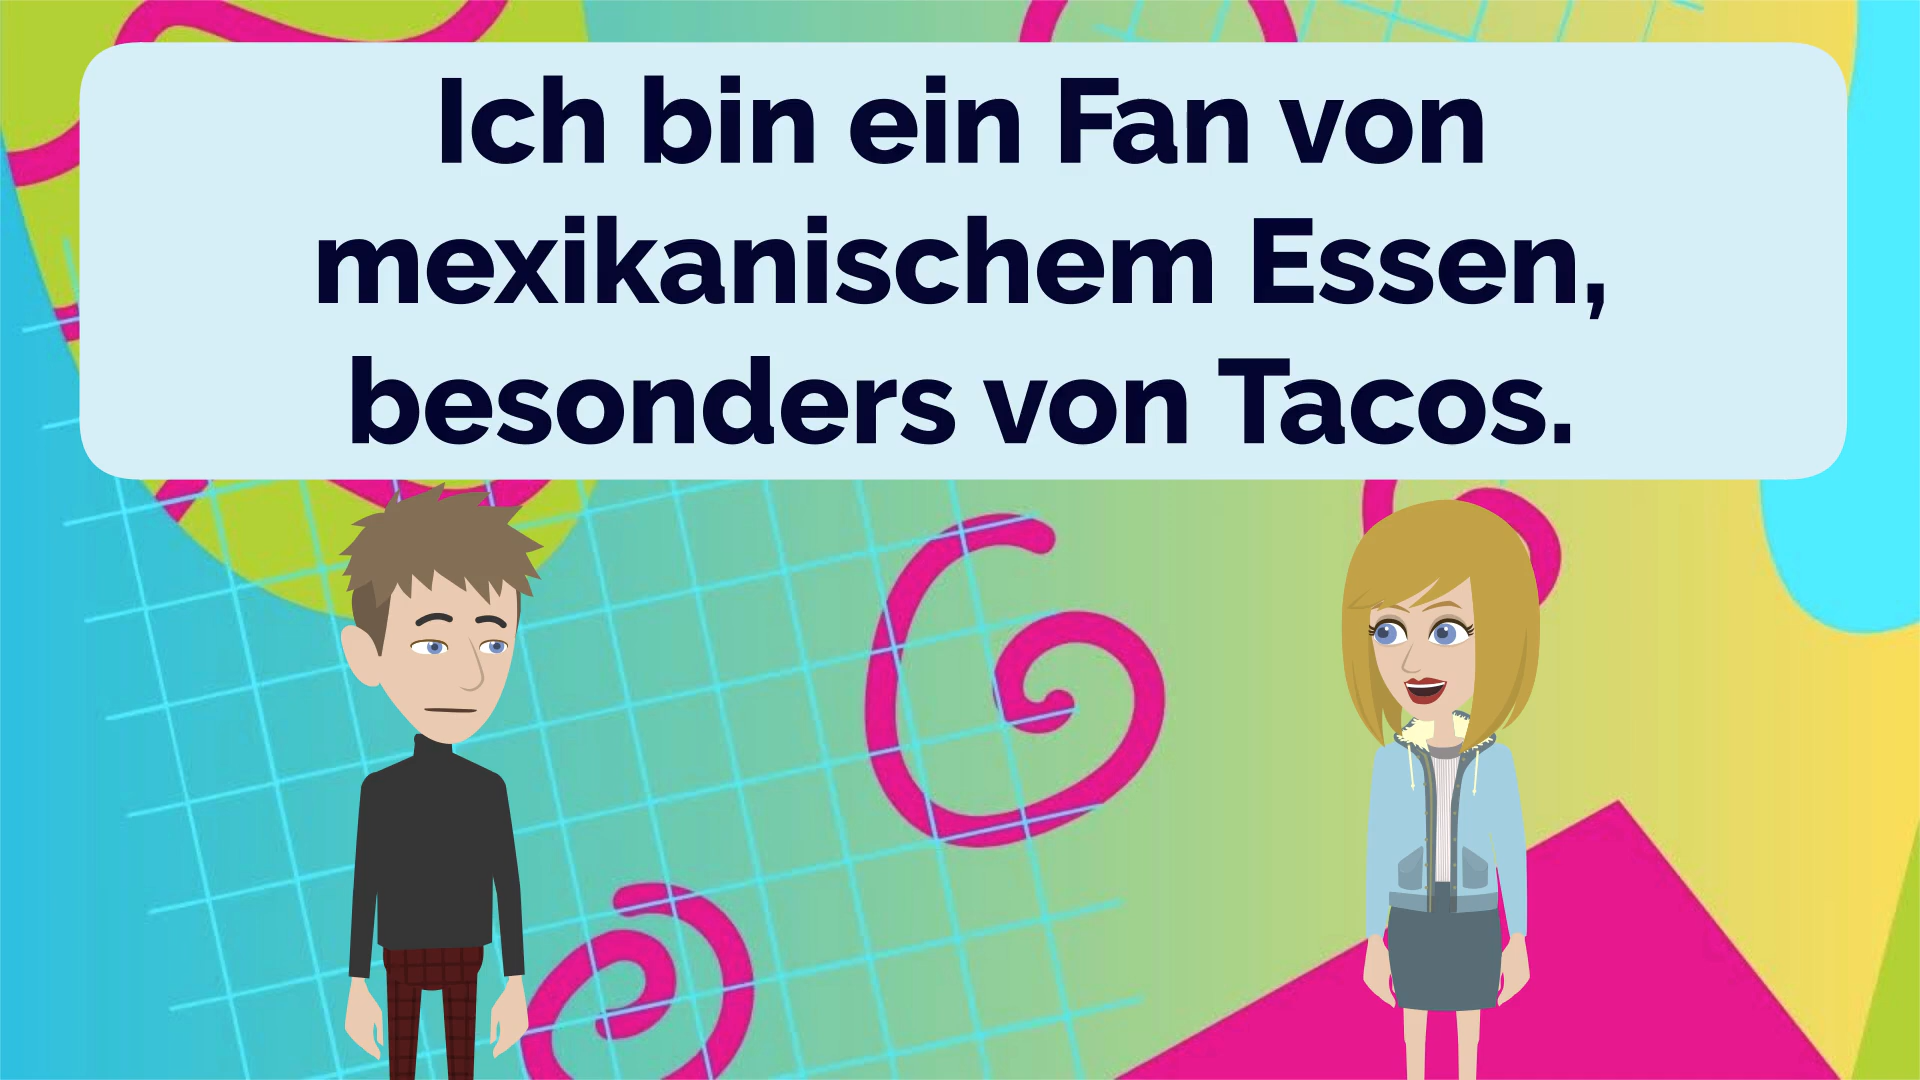 Ich bin ein Fan von
mexikanischem Essen,
besonders von Tacos.